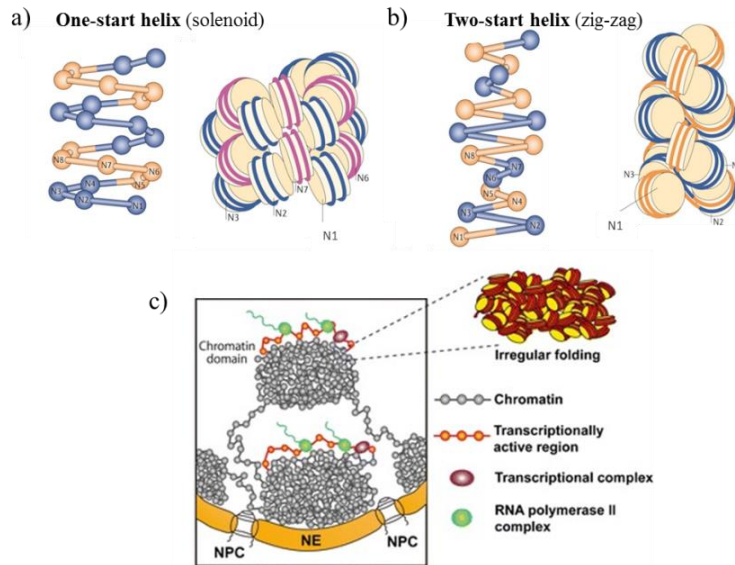 a) One-start helix (solenoid)
N8
N7
N6
N5
N4
N3
N2
N1
N7
N6
N3
N2
N1
b) Two-start helix (zig-zag)
N8
N7
N6
N5
N4
N3
N2
N1
N3
N2
N1
c)
Chromatin
domain
NPC
NE
NPC
Irregular folding
Chromatin
Transcriptionally
active region
Transcriptional complex
RNA polymerase II
complex